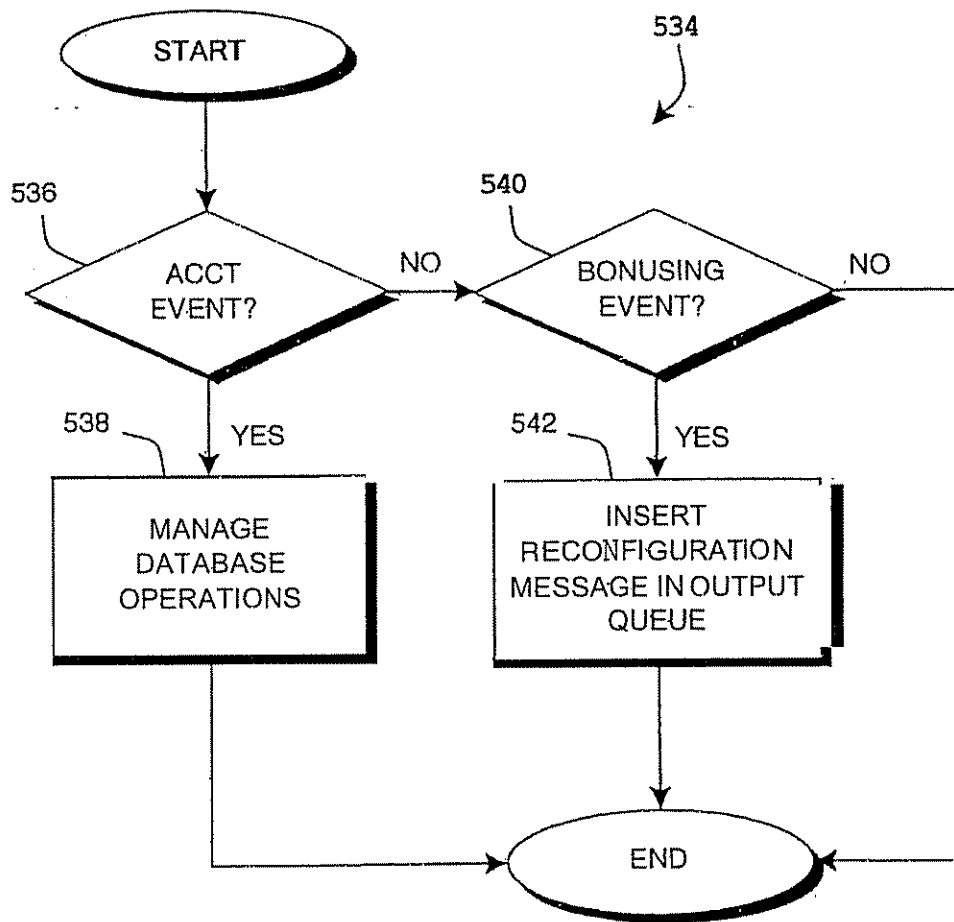 START
534
536
540
ACCT
EVENT?
NO
BONUSING
EVENT?
NO
538
YES
542
YES
MANAGE
DATABASE
OPERATIONS
INSERT
RECONFIGURATION
MESSAGE IN OUTPUT
QUEUE
END